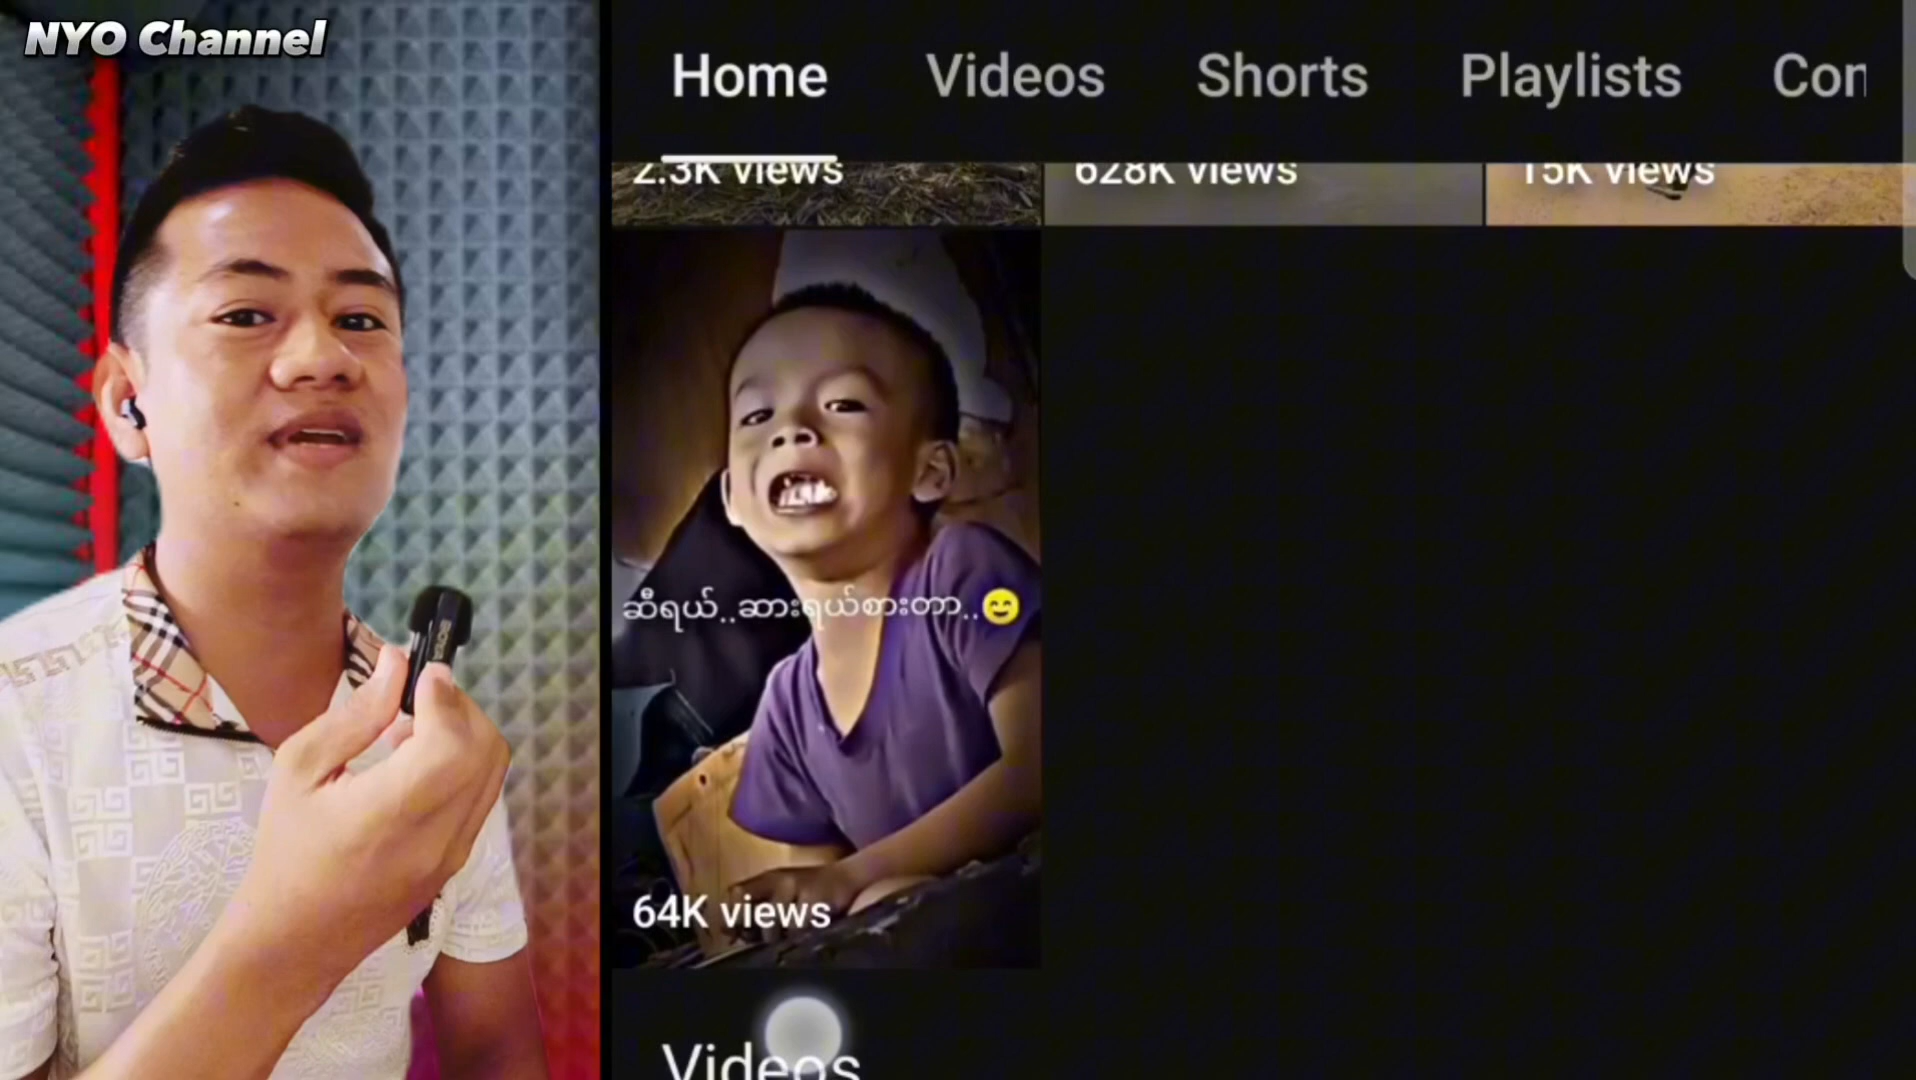 NYO Channel
Home Videos Shorts Playlists Con
2.3K views 628K views 15K views
ဆီရယ်..ဆားရယ်စားတာ..😊
64K views
Videos